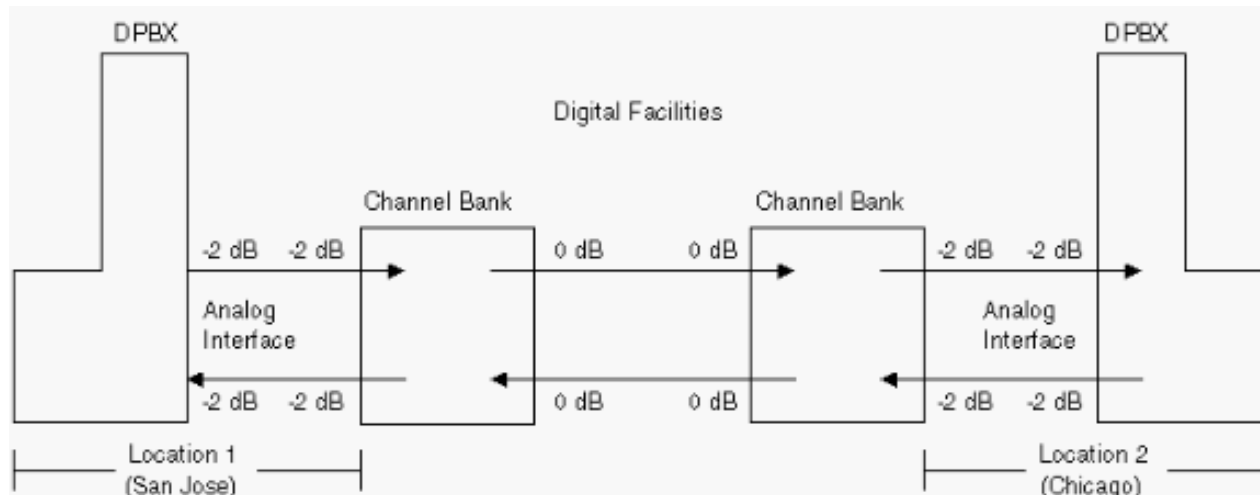 DPBX
DPBX
Digital Facilities
Channel Bank
Channel Bank
-2 dB -2 dB
0 dB 0 dB
-2 dB -2 dB
Analog
Interface
Analog
Interface
-2 dB -2 dB
0 dB 0 dB
-2 dB -2 dB
Location 1
(San Jose)
Location 2
(Chicago)